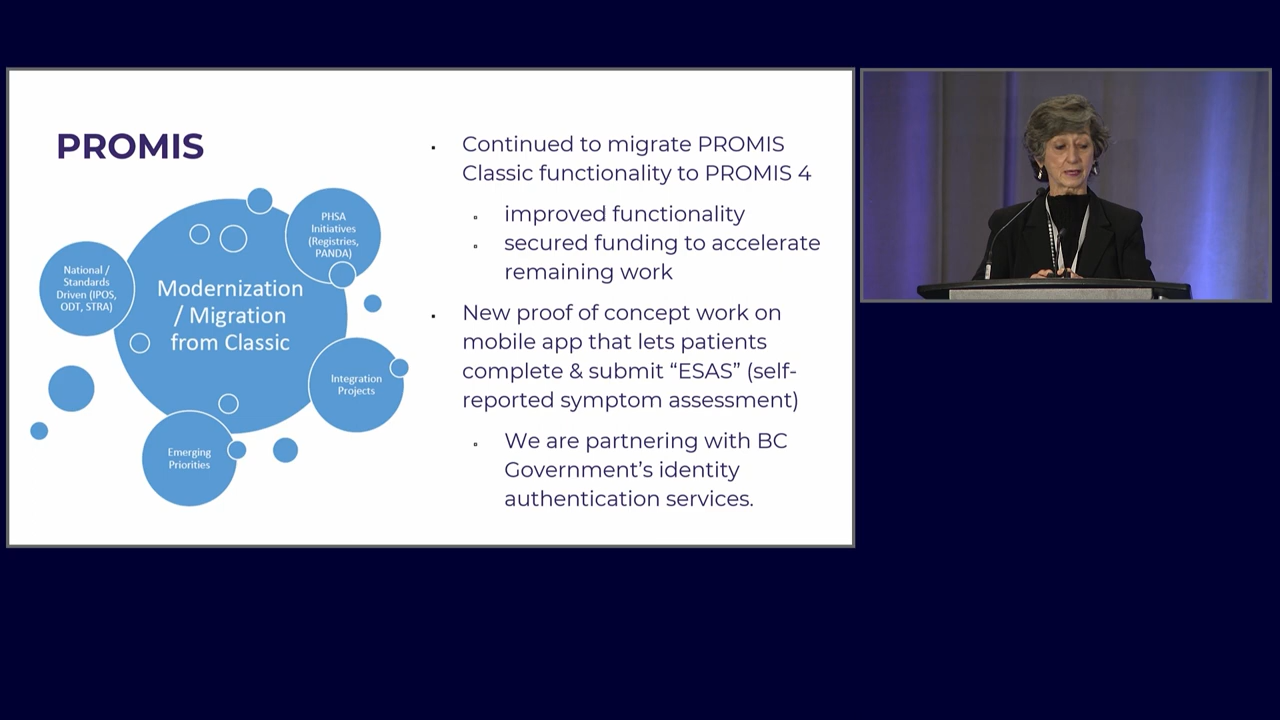 PROMIS
National /
Standards
Driven (IPOS,
ODT, STRA)
PHSA
Initiatives
(Registries,
PANDA)
Modernization
/ Migration
from Classic
Integration
Projects
Emerging
Priorities
Continued to migrate PROMIS
Classic functionality to PROMIS 4
improved functionality
secured funding to accelerate
remaining work
New proof of concept work on
mobile app that lets patients
complete & submit “ESAS” (self-
reported symptom assessment)
We are partnering with BC
Government’s identity
authentication services.